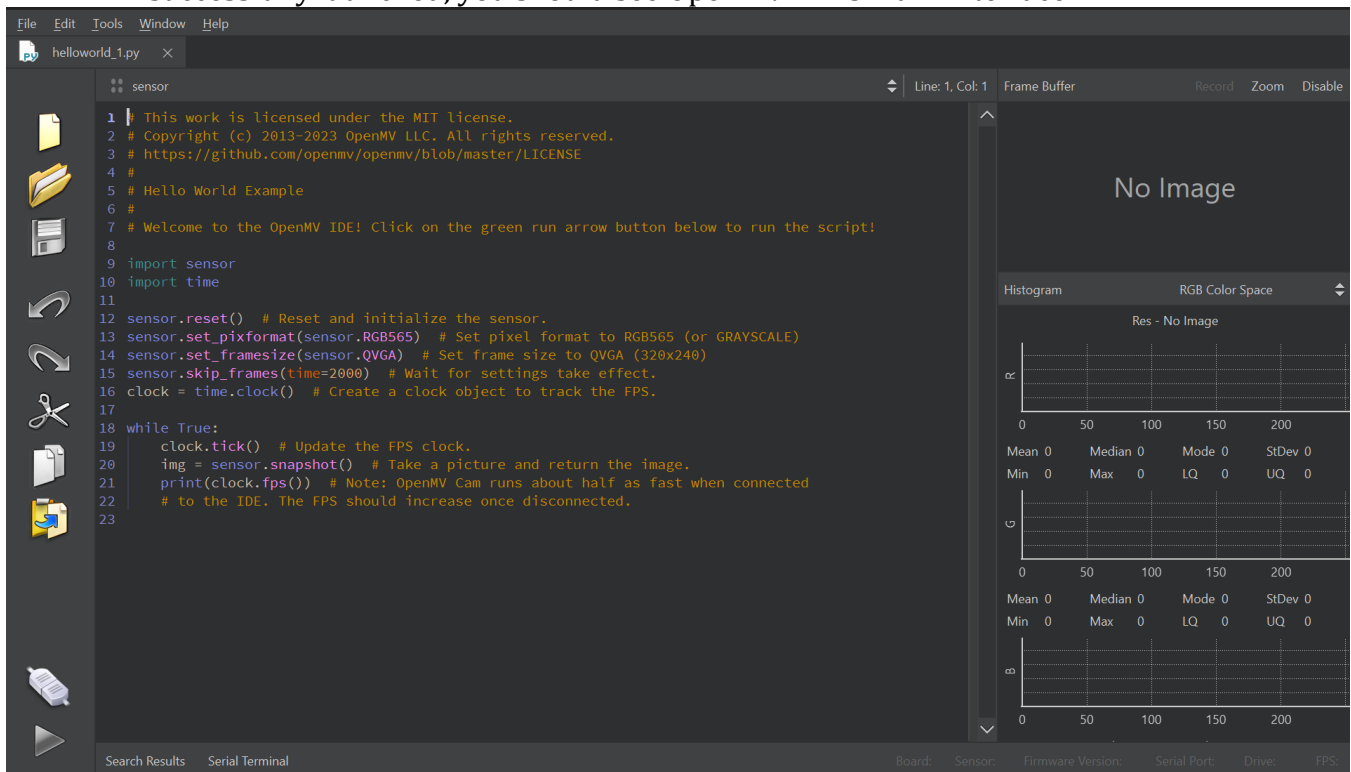 File Edit Tools Window Help
helloworld_1.py
sensor
Line: 1, Col: 1
Frame Buffer Record Zoom Disable
1 # This work is licensed under the MIT license.
2 # Copyright (c) 2013-2023 OpenMV LLC. All rights reserved.
3 # https://github.com/openmv/openmv/blob/master/LICENSE
4 #
5 # Hello World Example
6 #
7 # Welcome to the OpenMV IDE! Click on the green run arrow button below to run the script!
8
9 import sensor
10 import time
11
12 sensor.reset()  # Reset and initialize the sensor.
13 sensor.set_pixformat(sensor.RGB565)  # Set pixel format to RGB565 (or GRAYSCALE)
14 sensor.set_framesize(sensor.QVGA)  # Set frame size to QVGA (320x240)
15 sensor.skip_frames(time=2000)  # Wait for settings take effect.
16 clock = time.clock()  # Create a clock object to track the FPS.
17
18 while True:
19     clock.tick()  # Update the FPS clock.
20     img = sensor.snapshot()  # Take a picture and return the image.
21     print(clock.fps())  # Note: OpenMV Cam runs about half as fast when connected
22     # to the IDE. The FPS should increase once disconnected.
23
No Image
Histogram RGB Color Space
Res - No Image
R
0 50 100 150 200
Mean 0 Median 0 Mode 0 StDev 0
Min 0 Max 0 LQ 0 UQ 0
G
0 50 100 150 200
Mean 0 Median 0 Mode 0 StDev 0
Min 0 Max 0 LQ 0 UQ 0
B
0 50 100 150 200
Search Results Serial Terminal
Board: Sensor: Firmware Version: Serial Port: Drive: FPS: